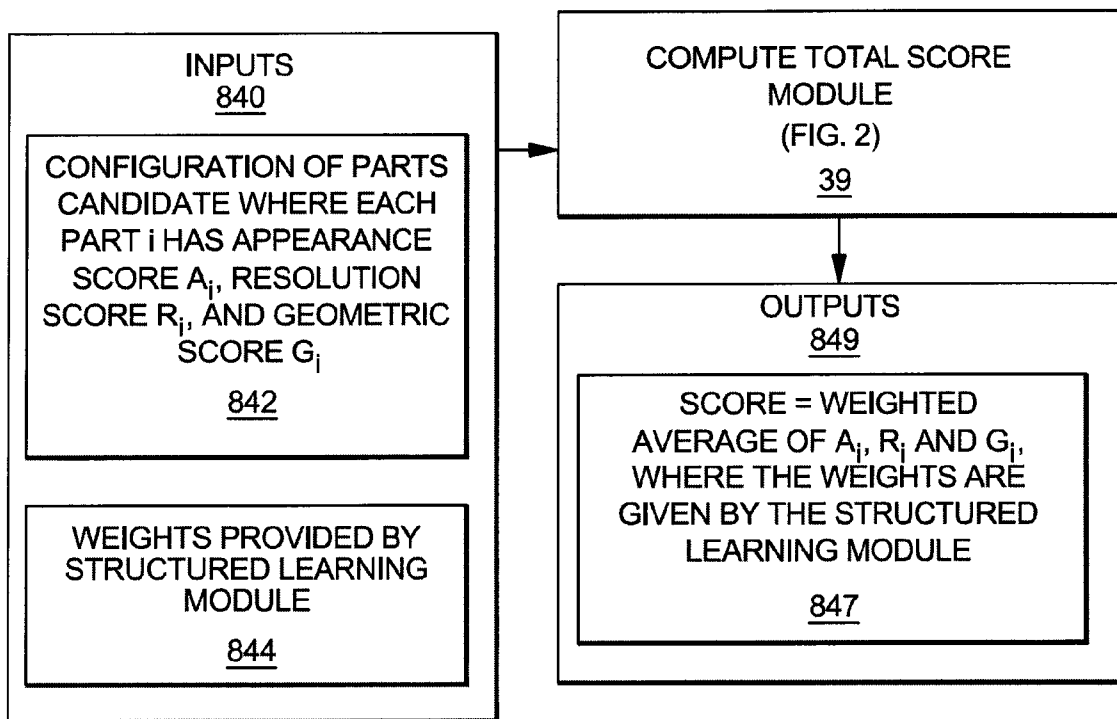 INPUTS
840
CONFIGURATION OF PARTS
CANDIDATE WHERE EACH
PART i HAS APPEARANCE
SCORE Ai, RESOLUTION
SCORE Ri, AND GEOMETRIC
SCORE Gi
842
WEIGHTS PROVIDED BY
STRUCTURED LEARNING
MODULE
844
COMPUTE TOTAL SCORE
MODULE
(FIG. 2)
39
OUTPUTS
849
SCORE = WEIGHTED
AVERAGE OF Ai, Ri AND Gi,
WHERE THE WEIGHTS ARE
GIVEN BY THE STRUCTURED
LEARNING MODULE
847